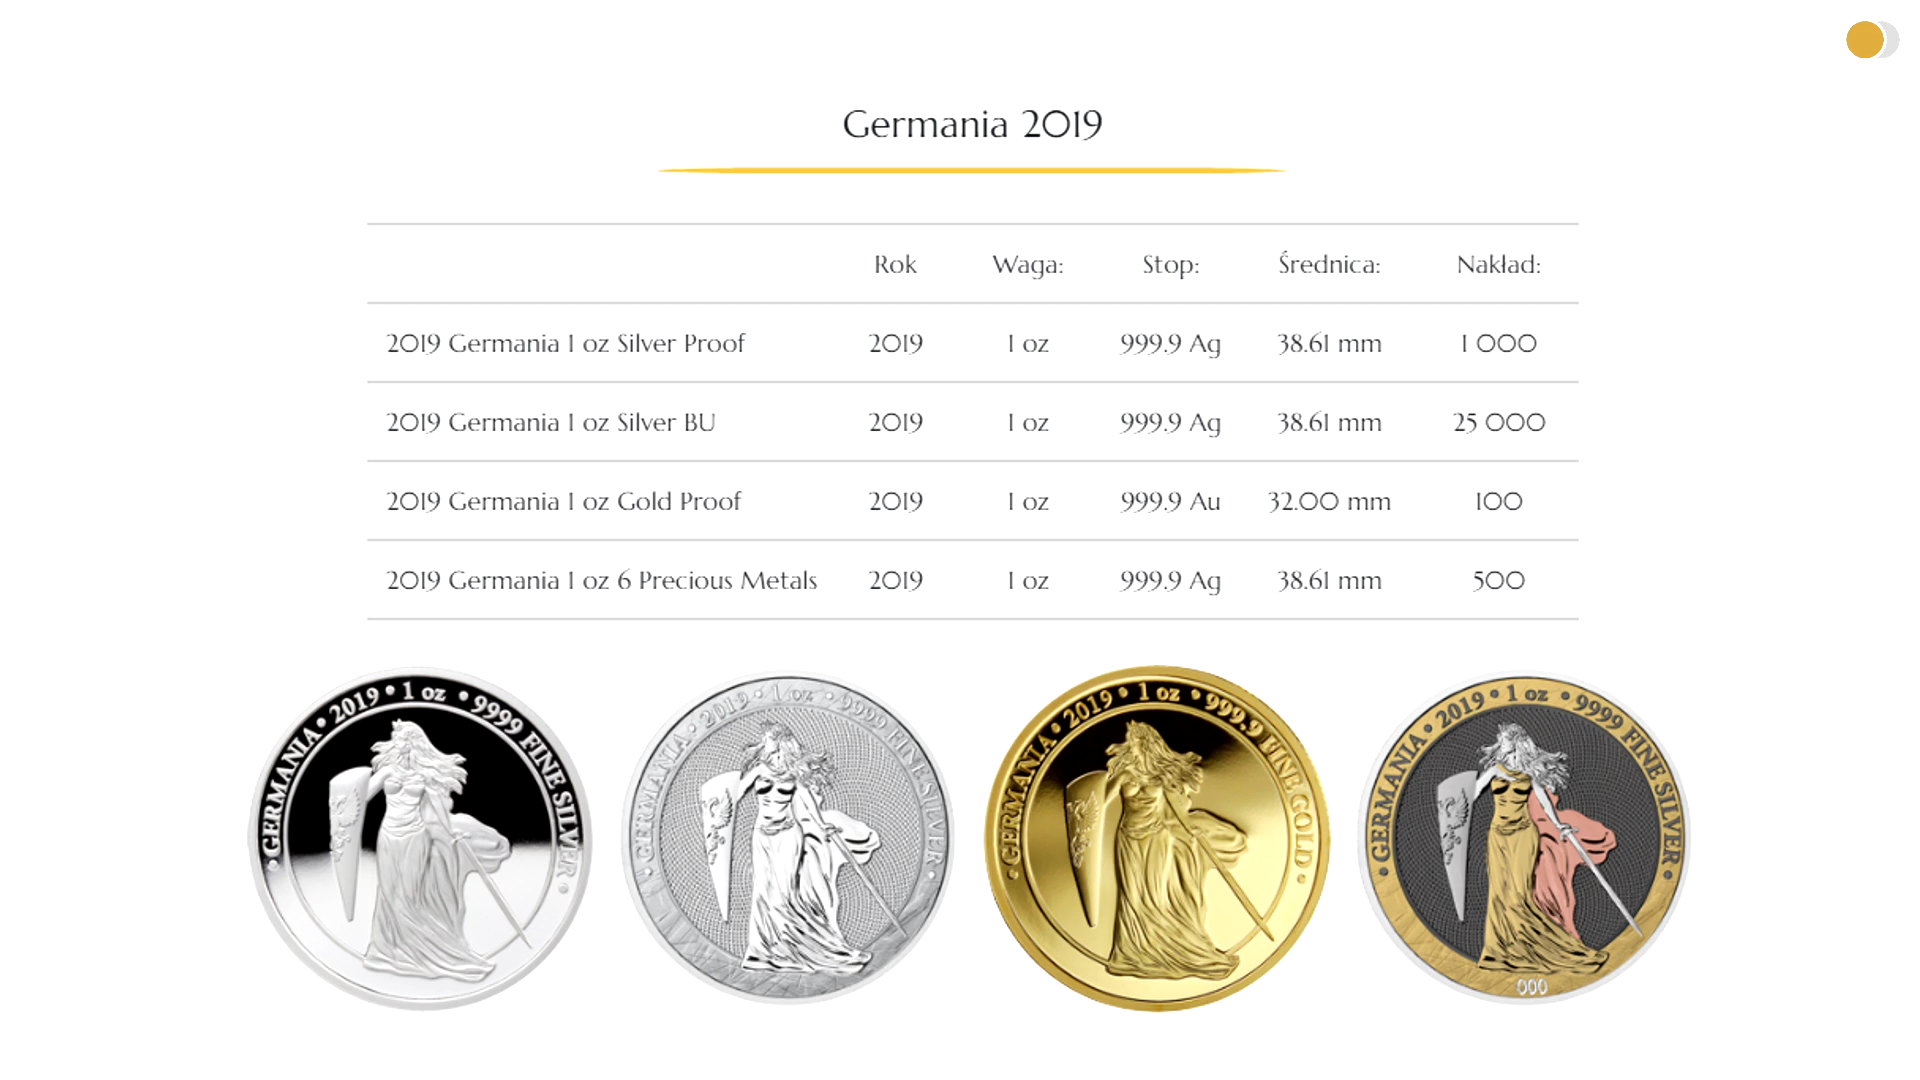 Germania 2019
Rok Waga: Stop: Średnica: Nakład:
2019 Germania 1 oz Silver Proof 2019 1 oz 999.9 Ag 38.61 mm 1 000
2019 Germania 1 oz Silver BU 2019 1 oz 999.9 Ag 38.61 mm 25 000
2019 Germania 1 oz Gold Proof 2019 1 oz 999.9 Au 32.00 mm 100
2019 Germania 1 oz 6 Precious Metals 2019 1 oz 999.9 Ag 38.61 mm 500
• GERMANIA • 2019 • 1 oz • 9999 FINE SILVER •
• GERMANIA • 2019 • 1 oz • 9999 FINE SILVER •
• GERMANIA • 2019 • 1 oz • 999.9 FINE GOLD •
• GERMANIA • 2019 • 1 oz • 9999 FINE SILVER •
000